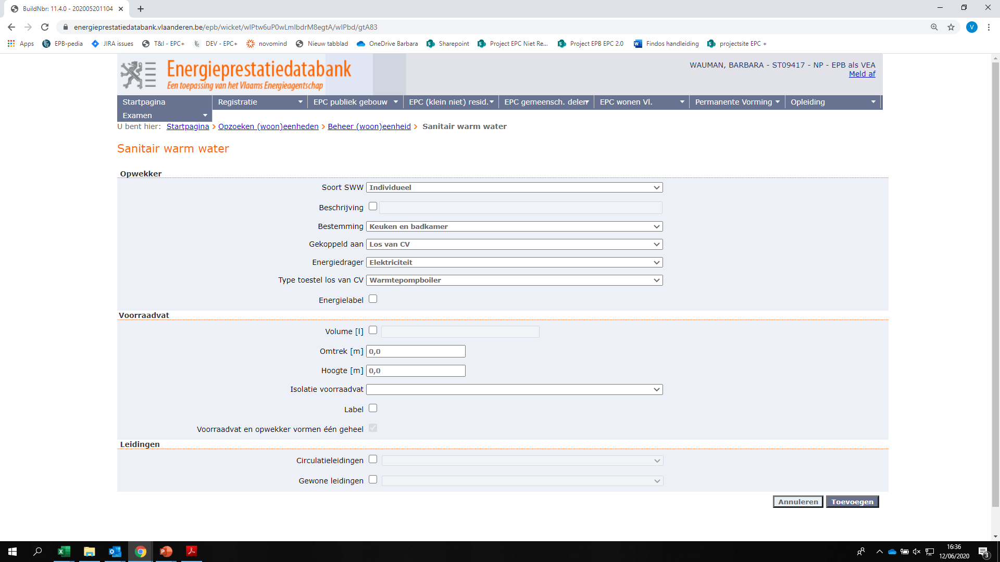 BuildNbr: 11.4.0 - 202005201104
energieprestatiedatabank.vlaanderen.be/epb/wicket/
V
Apps EPB-pedia JIRA issues T&I - EPC+ DEV - EPC+ novomind Nieuw tabblad OneDrive Barbara Sharepoint Project EPC Niet Re... Project EPB EPC 2.0 Findos handleiding projectsite EPC +
Energieprestatiedatabank
Een toepassing van het Vlaams Energieagentschap
WAUMAN, BARBARA - ST09417 - NP - EPB als VEA
Meld af
Startpagina Registratie EPC publiek gebouw EPC (klein niet) resid. EPC gemeensch. delen EPC wonen Vl. Permanente Vorming Opleiding
Examen
U bent hier: Startpagina > Opzoeken (woon)eenheden > Beheer (woon)eenheid > Sanitair warm water
Sanitair warm water
Opwekker
Soort SWW Individueel
Beschrijving
Bestemming Keuken en badkamer
Gekoppeld aan Los van CV
Energiedrager Elektriciteit
Type toestel los van CV Warmtepompboiler
Energielabel
Voorraadvat
Volume [l]
Omtrek [m] 0,0
Hoogte [m] 0,0
Isolatie voorraadvat
Label
Voorraadvat en opwekker vormen één geheel
Leidingen
Circulatieleidingen
Gewone leidingen
Annuleren Toevoegen
16:36
12/06/2020
3